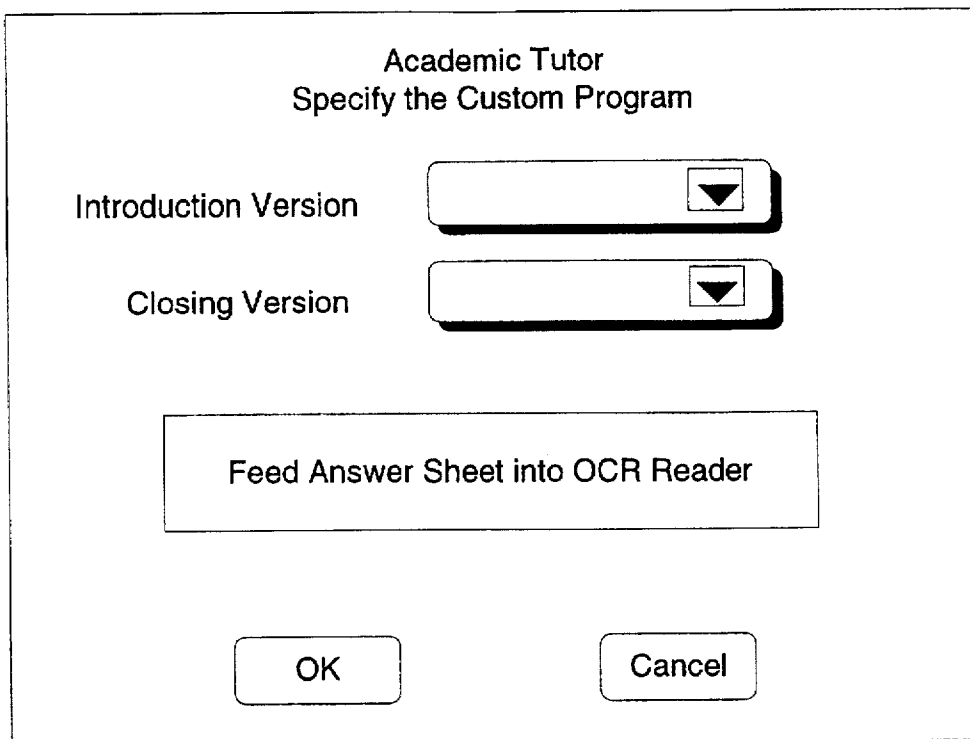 Academic Tutor
Specify the Custom Program
Introduction Version
Closing Version
Feed Answer Sheet into OCR Reader
OK
Cancel